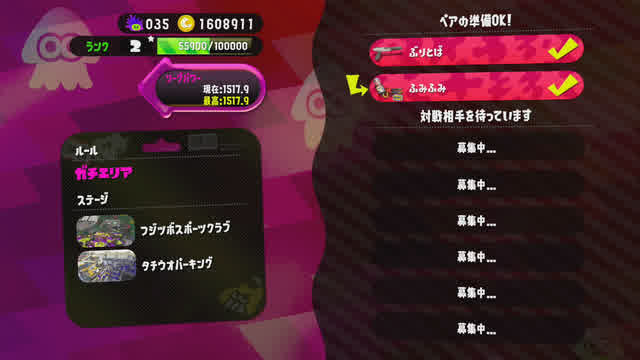 035 1608911
ランク 2 55900/100000
リーグパワー
現在:1517.9
最高:1517.9
ルール
ガチエリア
ステージ
フジツボスポーツクラブ
タチウオパーキング
ペアの準備OK!
ぷりとば
ふみふみ
対戦相手を待っています
募集中...
募集中...
募集中...
募集中...
募集中...
募集中...